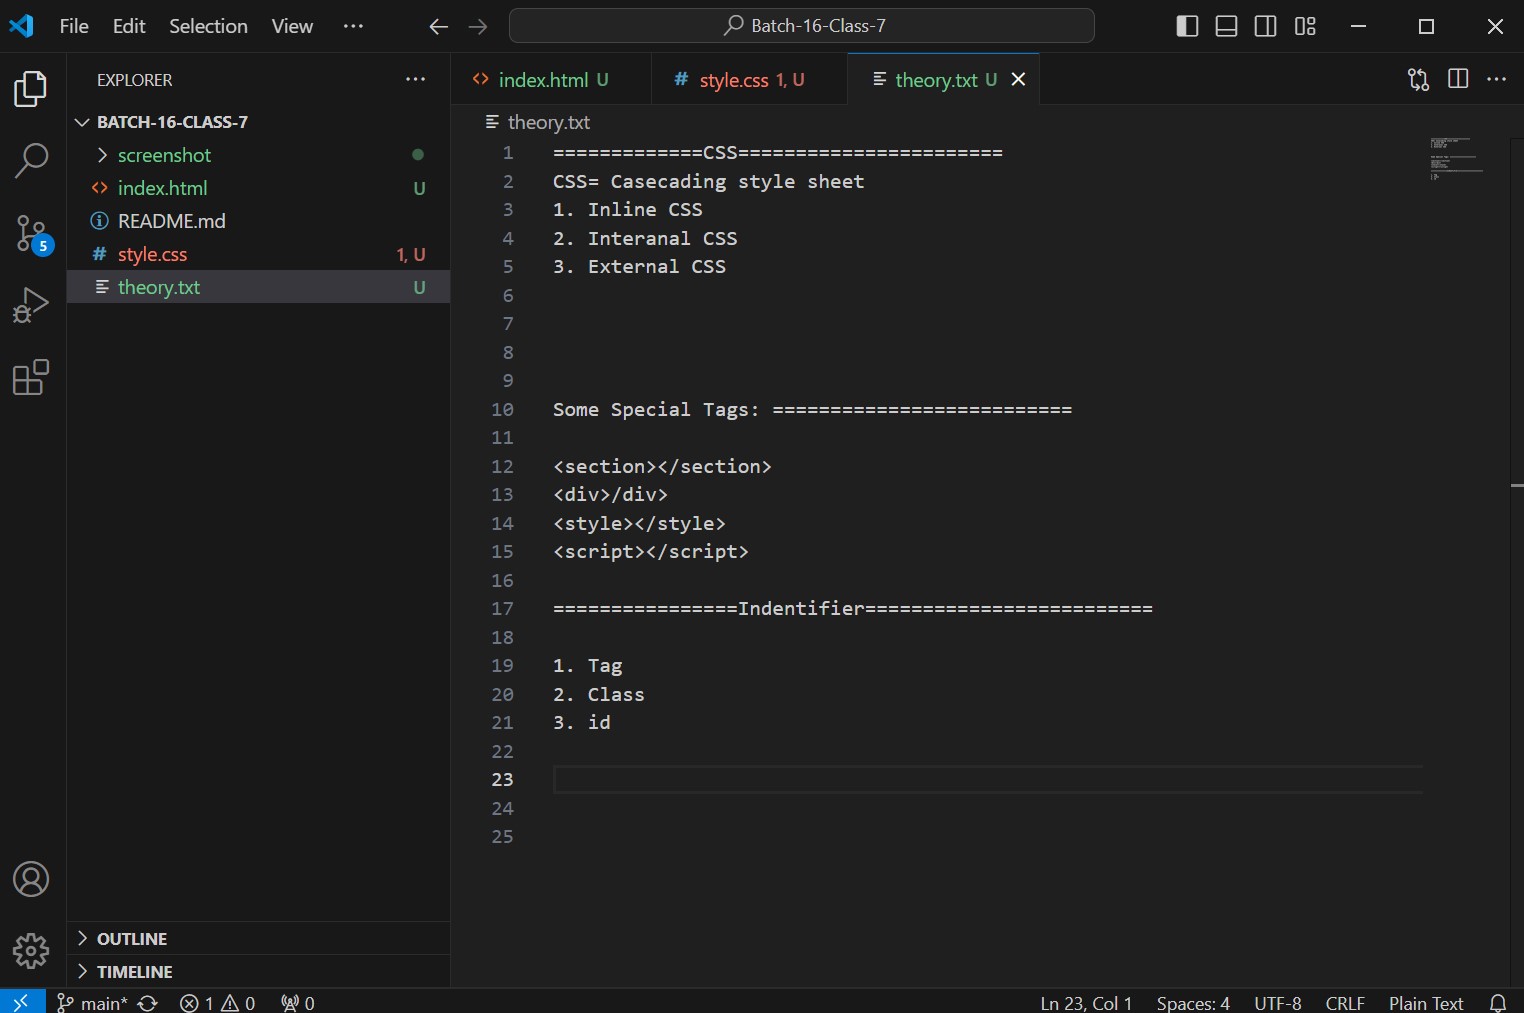 File Edit Selection View ··· Batch-16-Class-7
EXPLORER ···
BATCH-16-CLASS-7
screenshot
index.html U
README.md
style.css 1, U
theory.txt U
5
OUTLINE
TIMELINE
index.html U # style.css 1, U theory.txt U
theory.txt
1 =============CSS=======================
2 CSS= Casecading style sheet
3 1. Inline CSS
4 2. Interanal CSS
5 3. External CSS
6
7
8
9
10 Some Special Tags: ==========================
11
12 <section></section>
13 <div>/div>
14 <style></style>
15 <script></script>
16
17 ================Indentifier=========================
18
19 1. Tag
20 2. Class
21 3. id
22
23
24
25
main* 1 0 0 Ln 23, Col 1 Spaces: 4 UTF-8 CRLF Plain Text